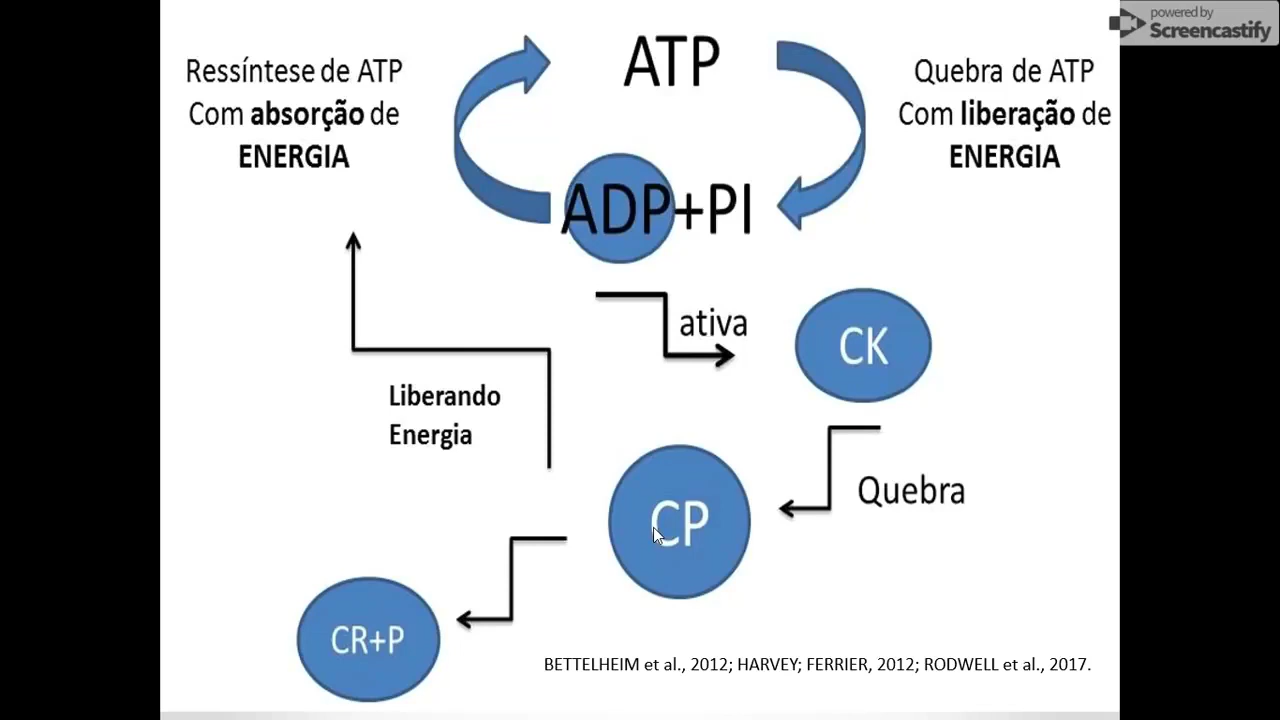 powered by
Screencastify
Ressíntese de ATP
Com absorção de
ENERGIA
ATP
Quebra de ATP
Com liberação de
ENERGIA
ADP+PI
ativa
CK
Liberando
Energia
Quebra
CP
CR+P
BETTELHEIM et al., 2012; HARVEY; FERRIER, 2012; RODWELL et al., 2017.